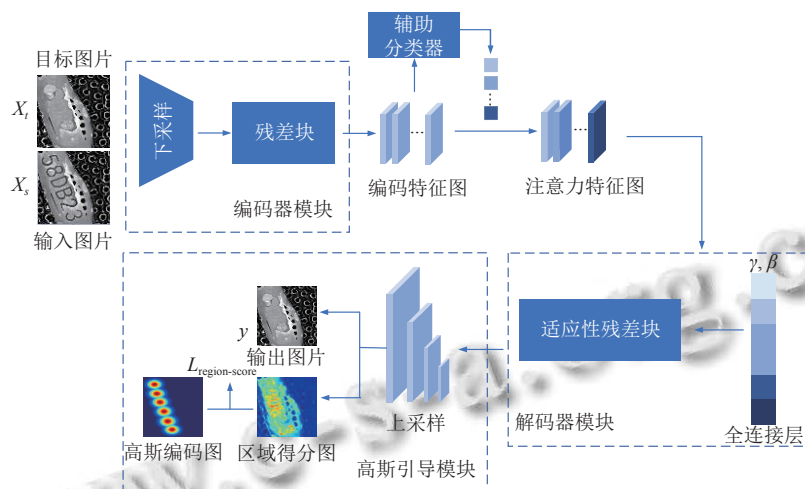 目标图片
X_t
X_s
58DB23
输入图片
下采样
残差块
编码器模块
辅助
分类器
编码特征图
注意力特征图
γ, β
适应性残差块
解码器模块
全连接层
上采样
高斯引导模块
y
输出图片
L_region-score
高斯编码图
区域得分图